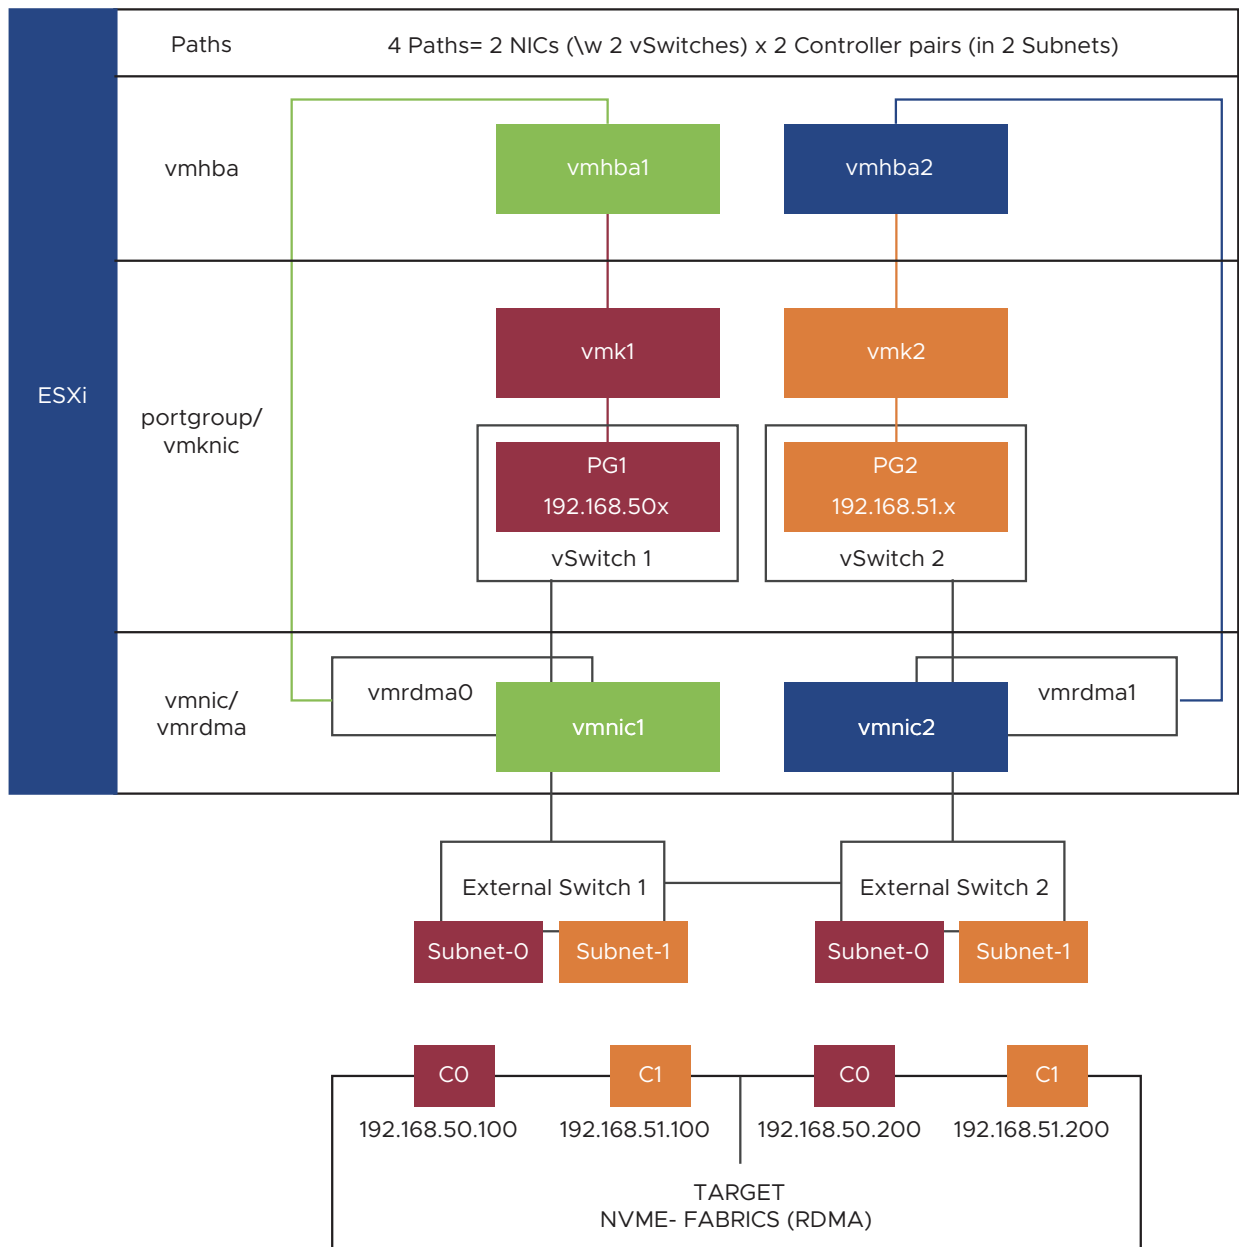 Paths
4 Paths= 2 NICs (\w 2 vSwitches) x 2 Controller pairs (in 2 Subnets)
vmhba
vmhba1
vmhba2
ESXi
portgroup/
vmknic
vmk1
vmk2
PG1
192.168.50x
vSwitch 1
PG2
192.168.51.x
vSwitch 2
vmnic/
vmrdma
vmrdma0
vmnic1
vmnic2
vmrdma1
External Switch 1
External Switch 2
Subnet-0
Subnet-1
Subnet-0
Subnet-1
C0
C1
C0
C1
192.168.50.100
192.168.51.100
192.168.50.200
192.168.51.200
TARGET
NVME- FABRICS (RDMA)